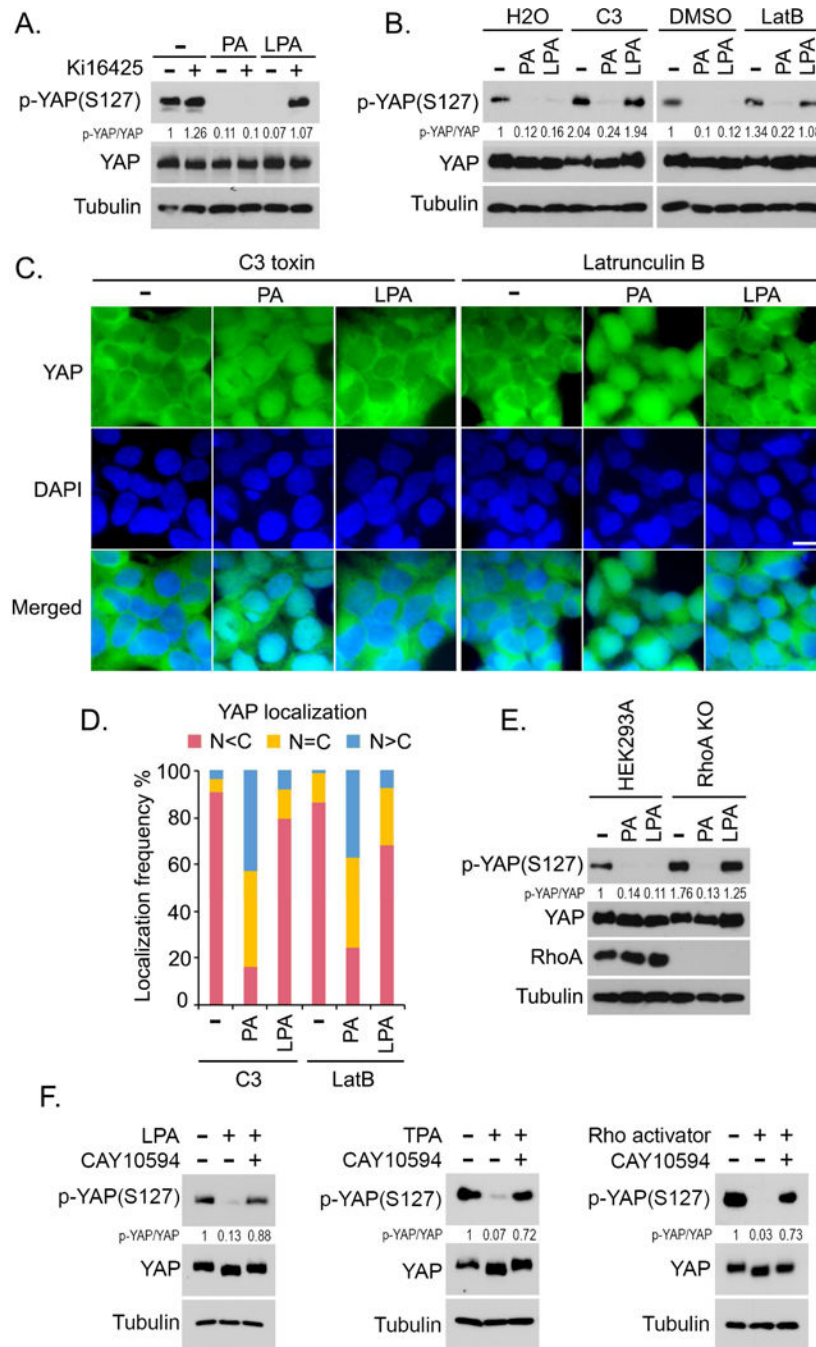 A.
– PA LPA
Ki16425 – + – + – +
p-YAP(S127)
p-YAP/YAP 1 1.26 0.11 0.1 0.07 1.07
YAP
Tubulin
B.
H2O C3 DMSO LatB
– PA LPA – PA LPA – PA LPA – PA LPA
p-YAP(S127)
p-YAP/YAP 1 0.12 0.16 2.04 0.24 1.94 1 0.1 0.12 1.34 0.22 1.08
YAP
Tubulin
C.
C3 toxin Latrunculin B
– PA LPA – PA LPA
YAP
DAPI
Merged
D.
YAP localization
N<C N=C N>C
Localization frequency %
100
80
60
40
20
0
– PA LPA – PA LPA
C3 LatB
E.
HEK293A RhoA KO
– PA LPA – PA LPA
p-YAP(S127)
p-YAP/YAP 1 0.14 0.11 1.76 0.13 1.25
YAP
RhoA
Tubulin
F.
LPA – + +
CAY10594 – – +
p-YAP(S127)
p-YAP/YAP 1 0.13 0.88
YAP
Tubulin
TPA – + +
CAY10594 – – +
p-YAP(S127)
p-YAP/YAP 1 0.07 0.72
YAP
Tubulin
Rho activator – + +
CAY10594 – – +
p-YAP(S127)
p-YAP/YAP 1 0.03 0.73
YAP
Tubulin